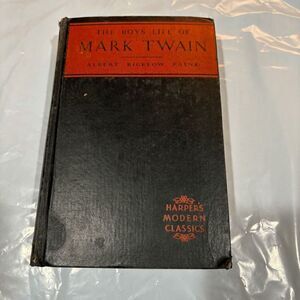 THE BOYS LIFE OF
MARK TWAIN
ALBERT BIGELOW PAINE
HARPER'S
MODERN
CLASSICS